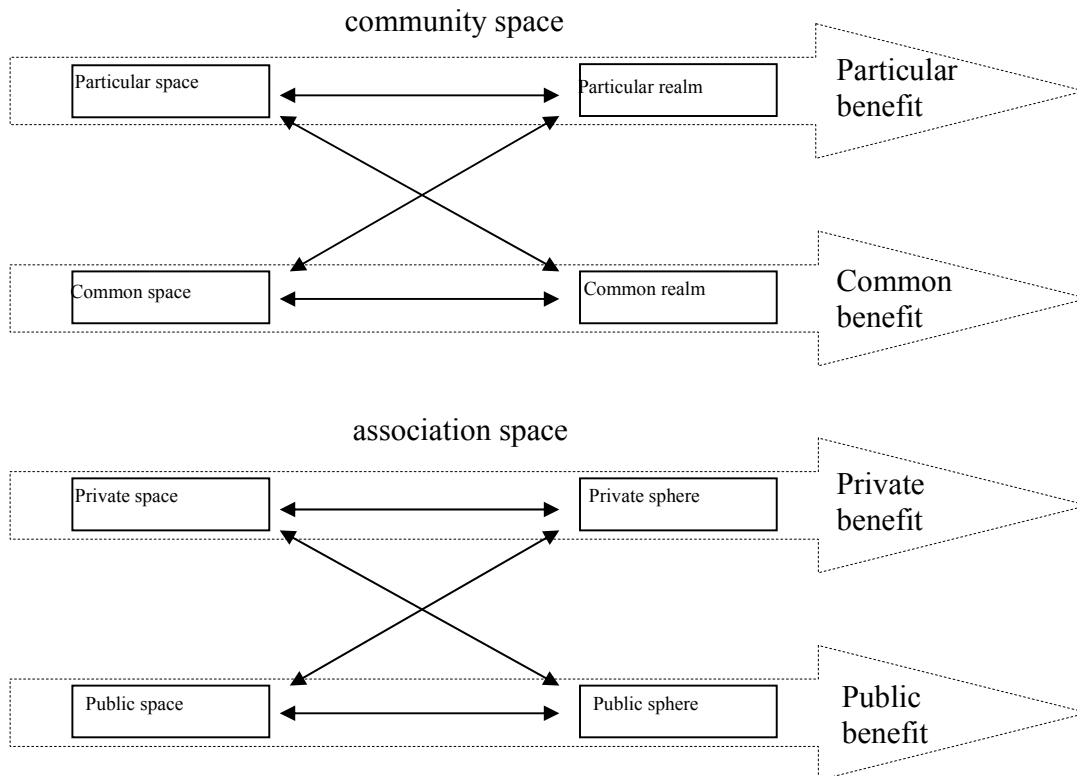 community space
Particular space
Particular realm
Particular
benefit
Common space
Common realm
Common
benefit
association space
Private space
Private sphere
Private
benefit
Public space
Public sphere
Public
benefit